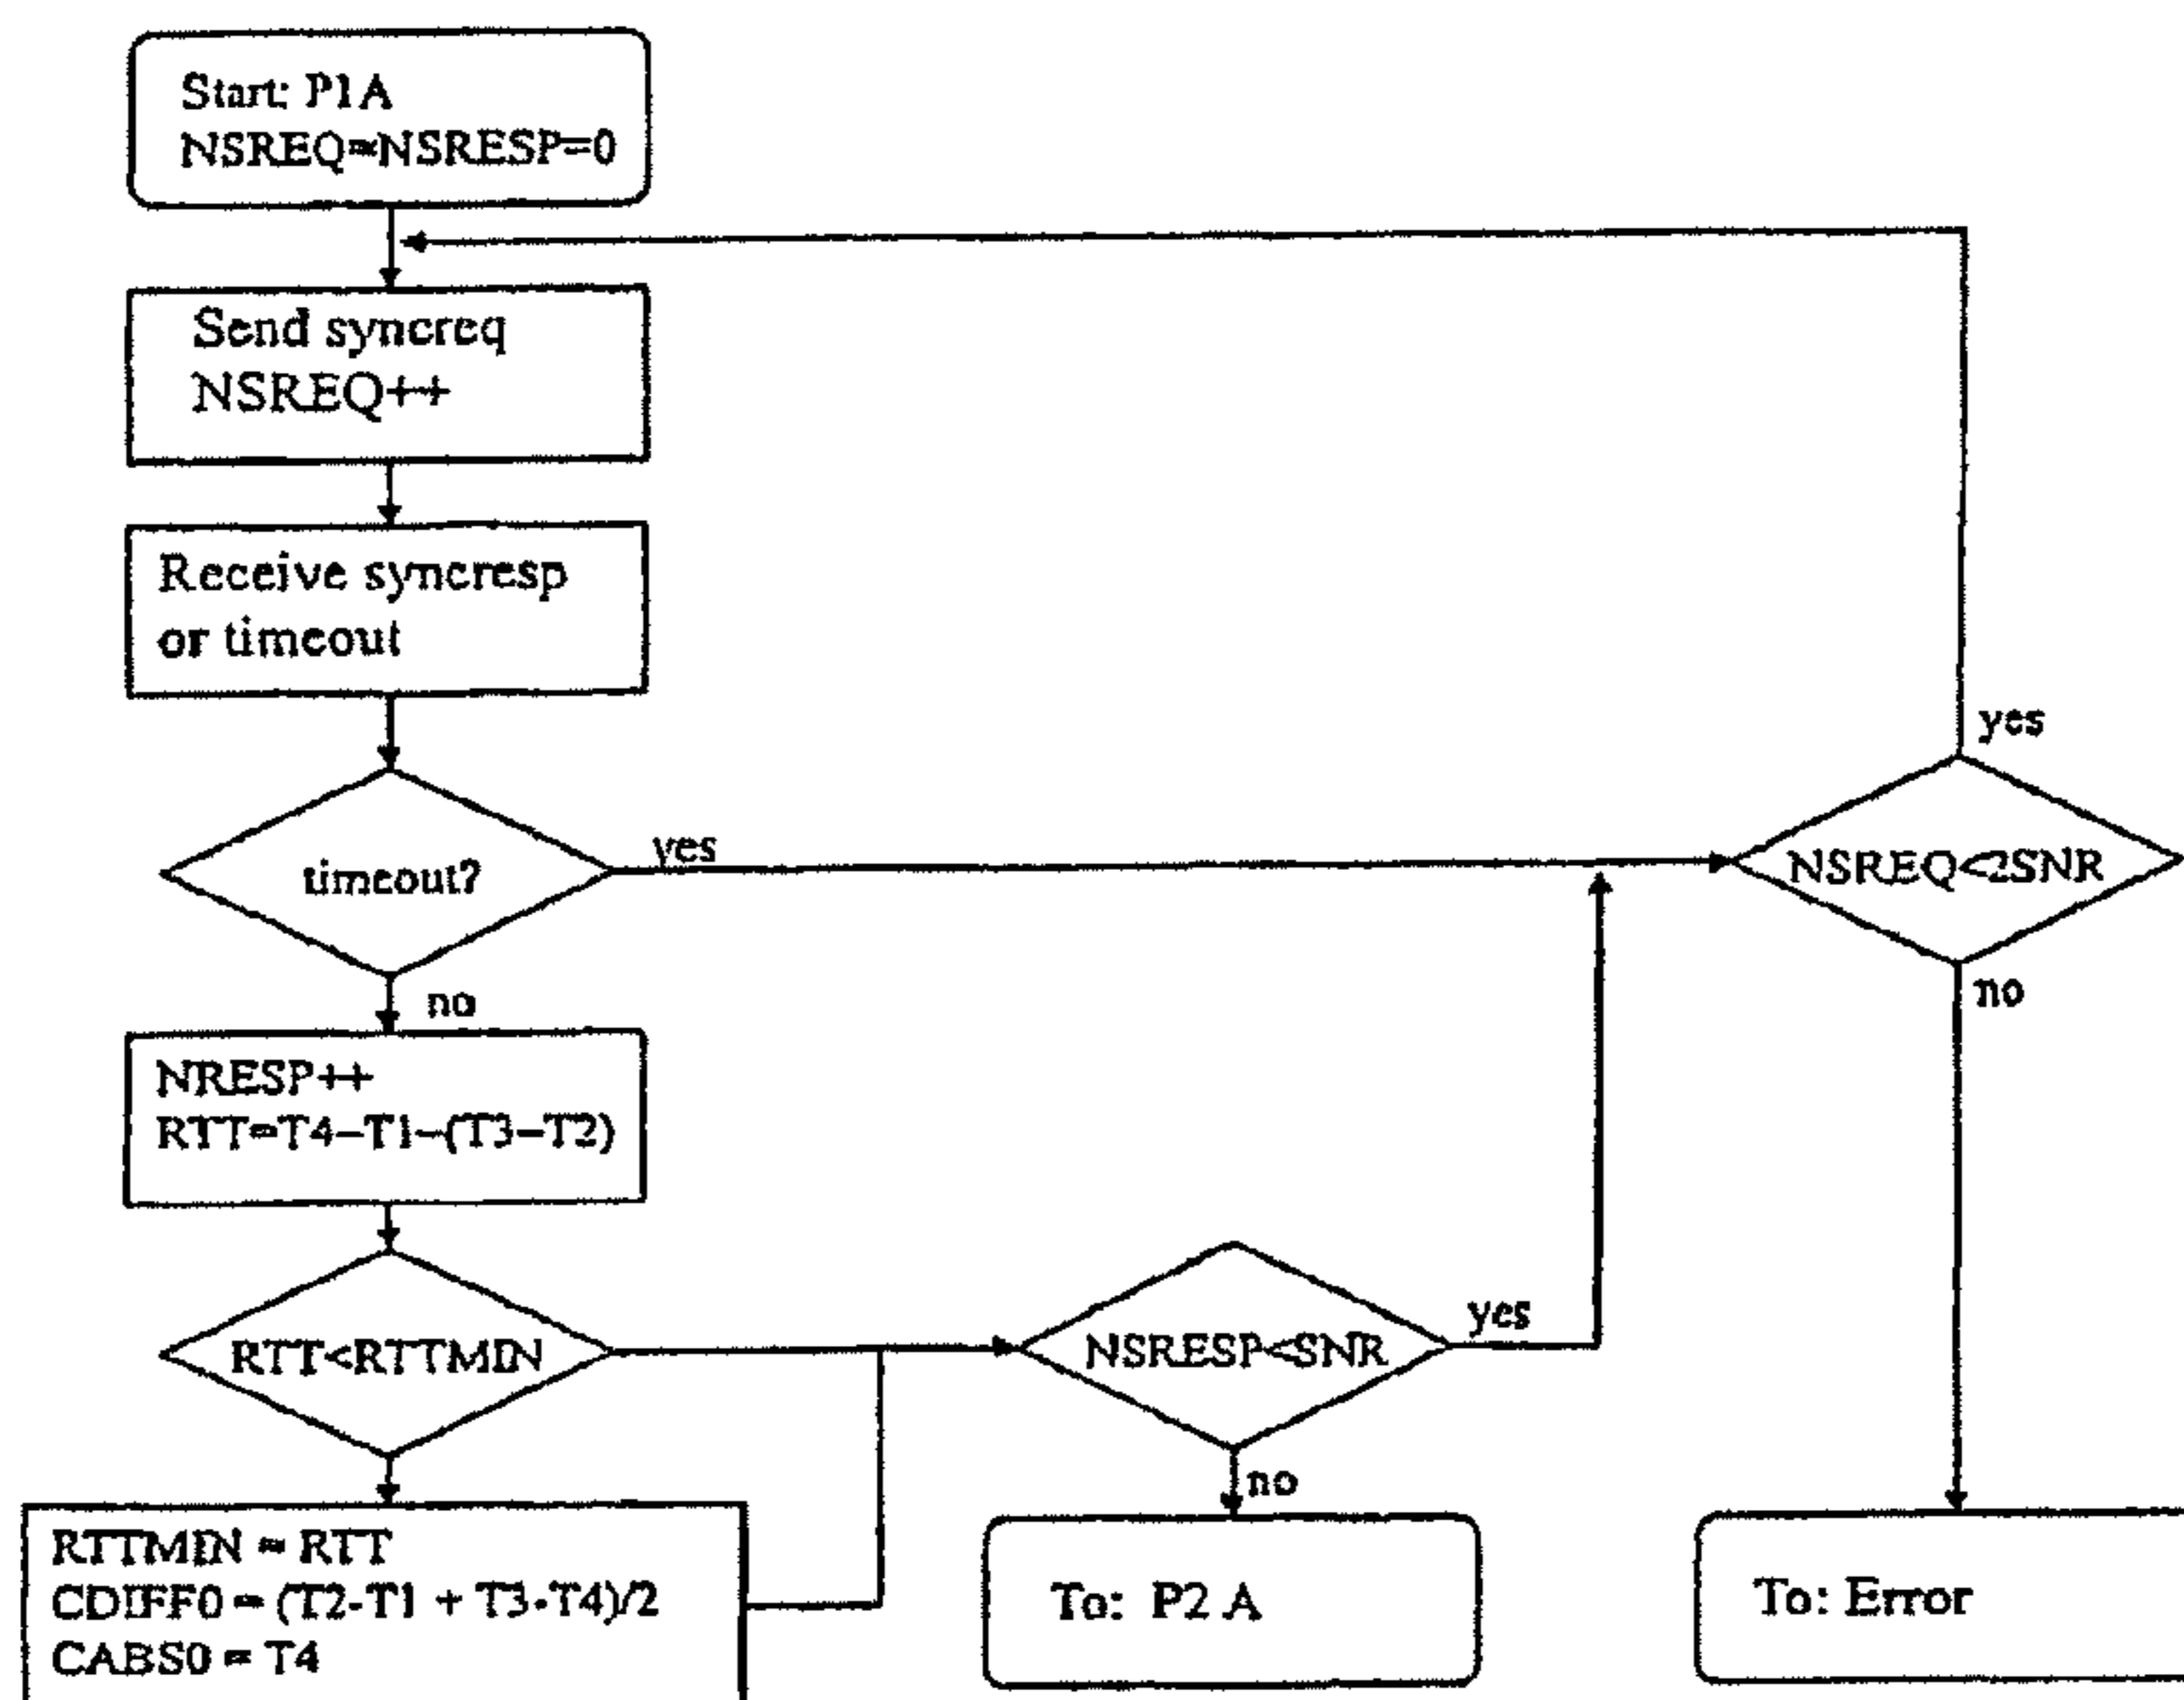 Start: P1A
NSREQ=NSRESP=0
Send syncreq
NSREQ++
Receive syncresp
or timeout
timeout?
yes
no
NSREQ<2SNR
yes
no
NRESP++
RTT=T4-T1-(T3-T2)
RTT<RTTMIN
NSRESP<SNR
yes
no
RTTMIN = RTT
CDIFF0 = (T2-T1 + T3-T4)/2
CABS0 = T4
To: P2 A
To: Error